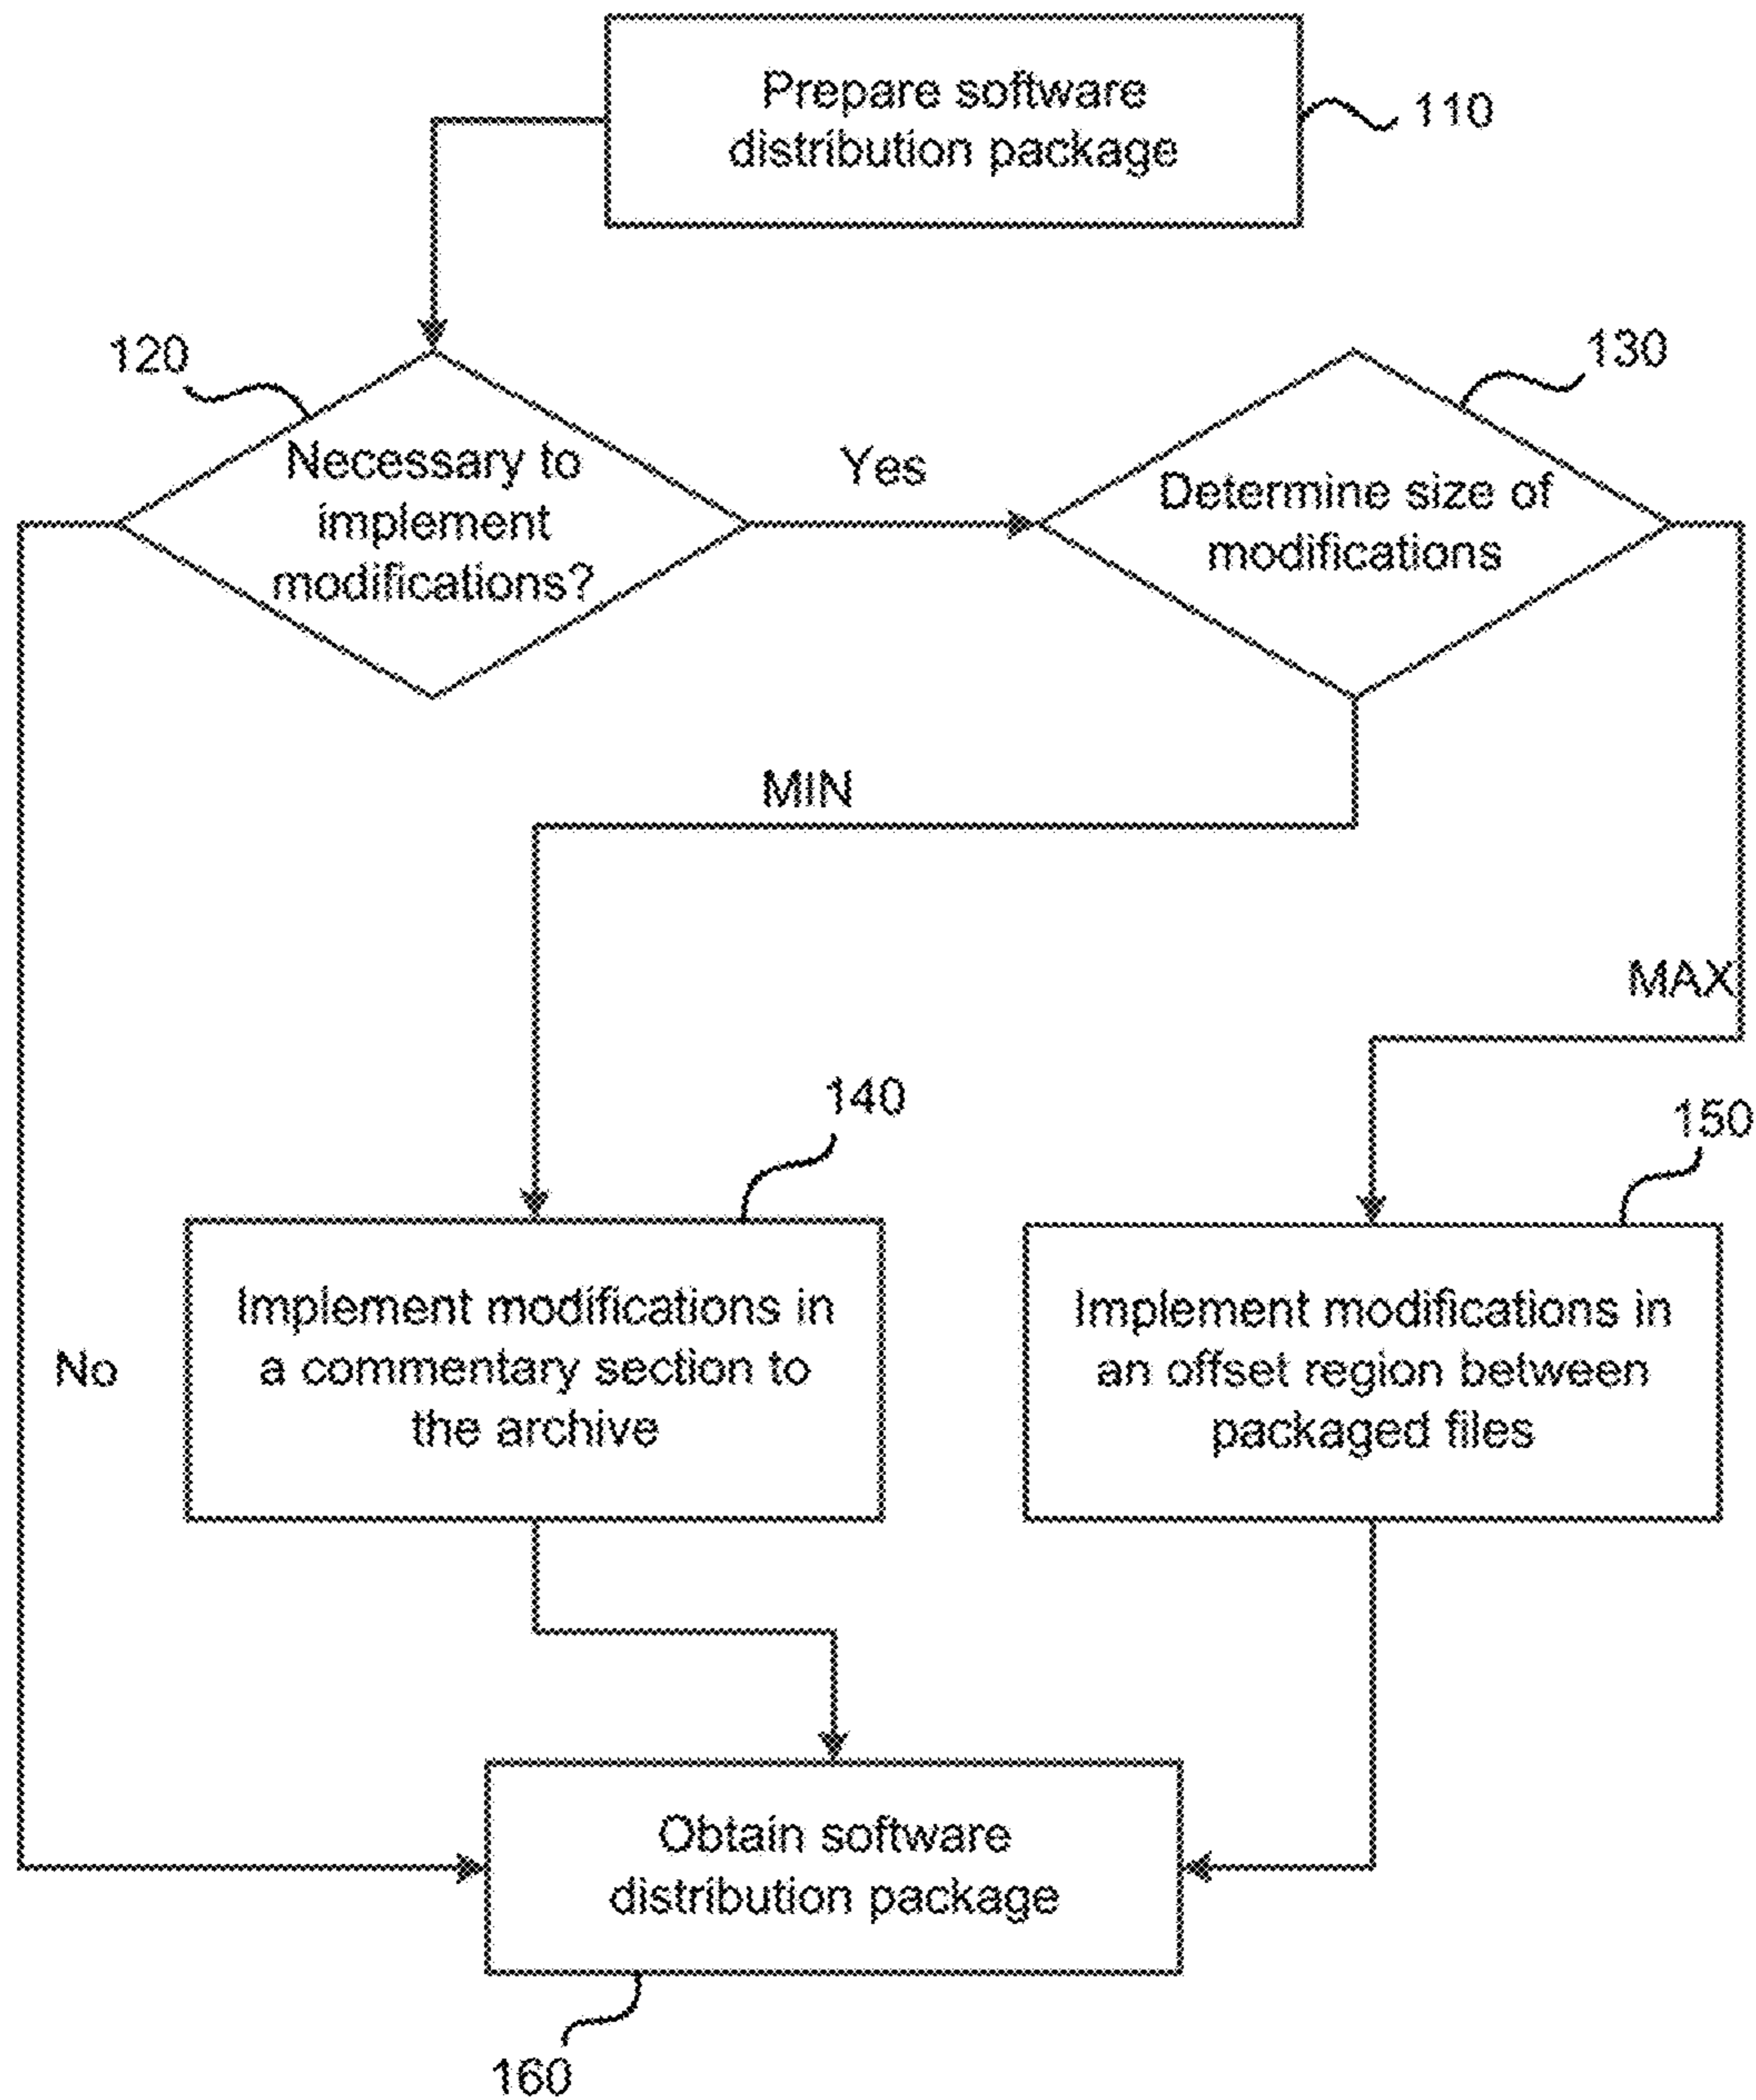 Prepare software
distribution package
110
120
Necessary to
implement
modifications?
Yes
130
Determine size of
modifications
MIN
MAX
140
Implement modifications in
a commentary section to
the archive
150
Implement modifications in
an offset region between
packaged files
No
Obtain software
distribution package
160